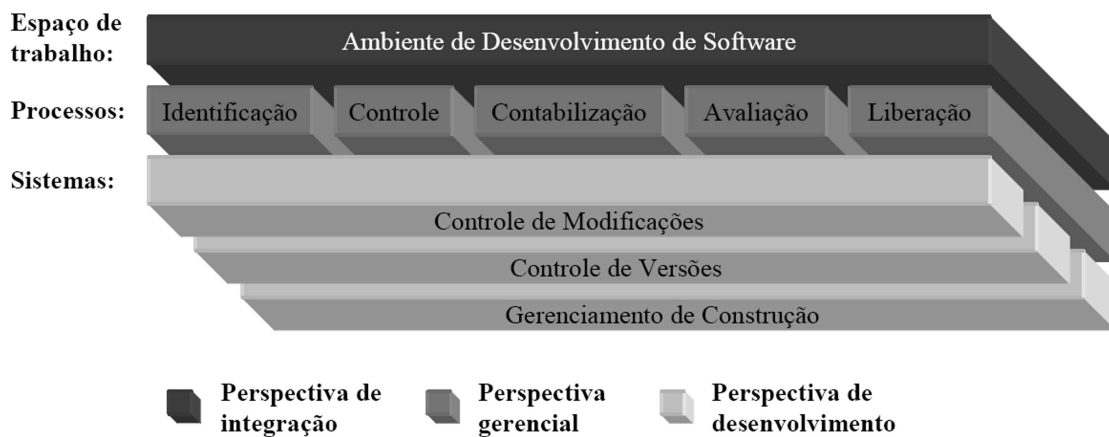 Espaço de
trabalho:
Ambiente de Desenvolvimento de Software
Processos:
Identificação
Controle
Contabilização
Avaliação
Liberação
Sistemas:
Controle de Modificações
Controle de Versões
Gerenciamento de Construção
Perspectiva de
integração
Perspectiva
gerencial
Perspectiva de
desenvolvimento